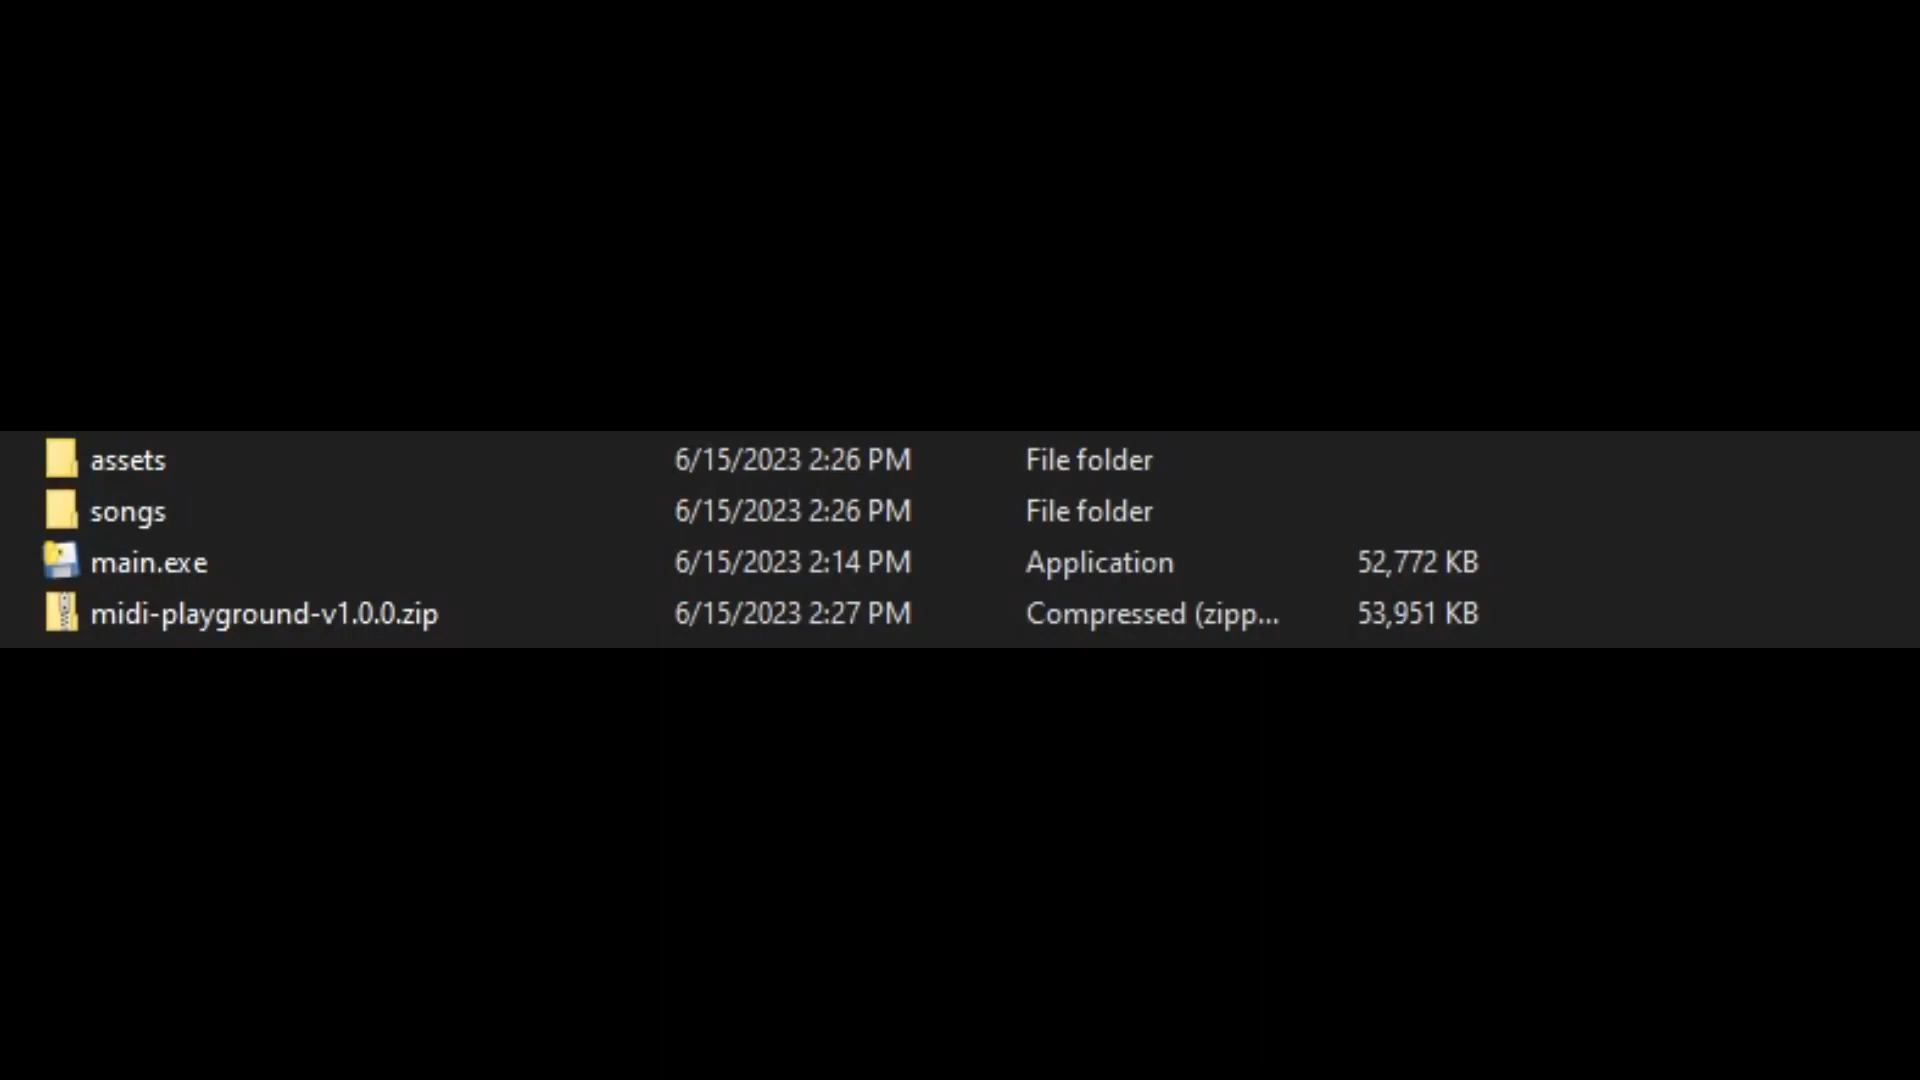 assets 6/15/2023 2:26 PM File folder
songs 6/15/2023 2:26 PM File folder
main.exe 6/15/2023 2:14 PM Application 52,772 KB
midi-playground-v1.0.0.zip 6/15/2023 2:27 PM Compressed (zipp... 53,951 KB